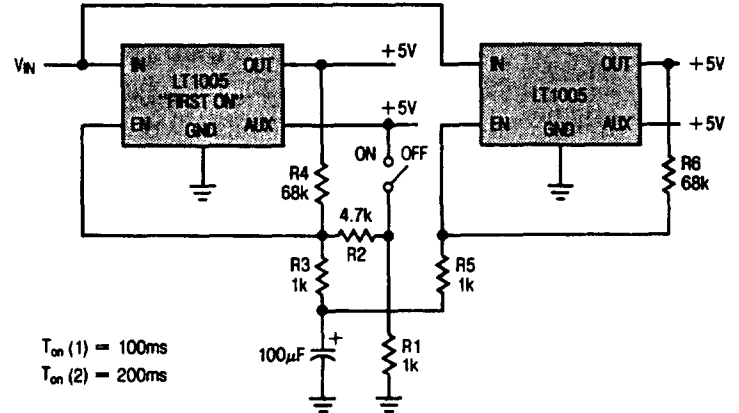 +5V
+5V
VIN
IN
OUT
LT1005
"FIRST ON"
EN
GND
AUX
+5V
IN
OUT
LT1005
EN
GND
AUX
+5V
ON
OFF
R4
68k
R6
68k
4.7k
R2
R3
1k
R5
1k
100μF
+
R1
1k
Ton (1) = 100ms
Ton (2) = 200ms